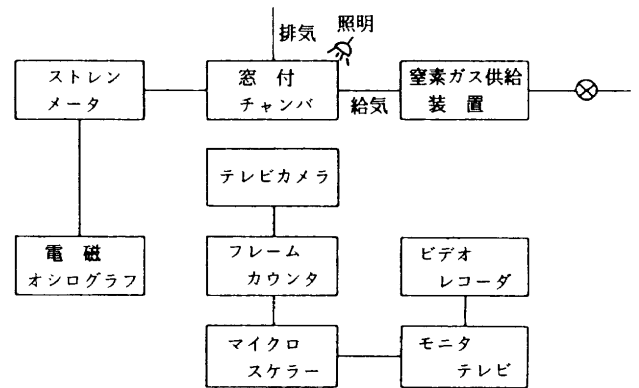 照明
排気
ストレン
メータ
窓 付
チャンバ
給気
窒素ガス供給
装 置
テレビカメラ
電 磁
オシログラフ
フレーム
カウンタ
ビデオ
レコーダ
マイクロ
スケラー
モニタ
テレビ